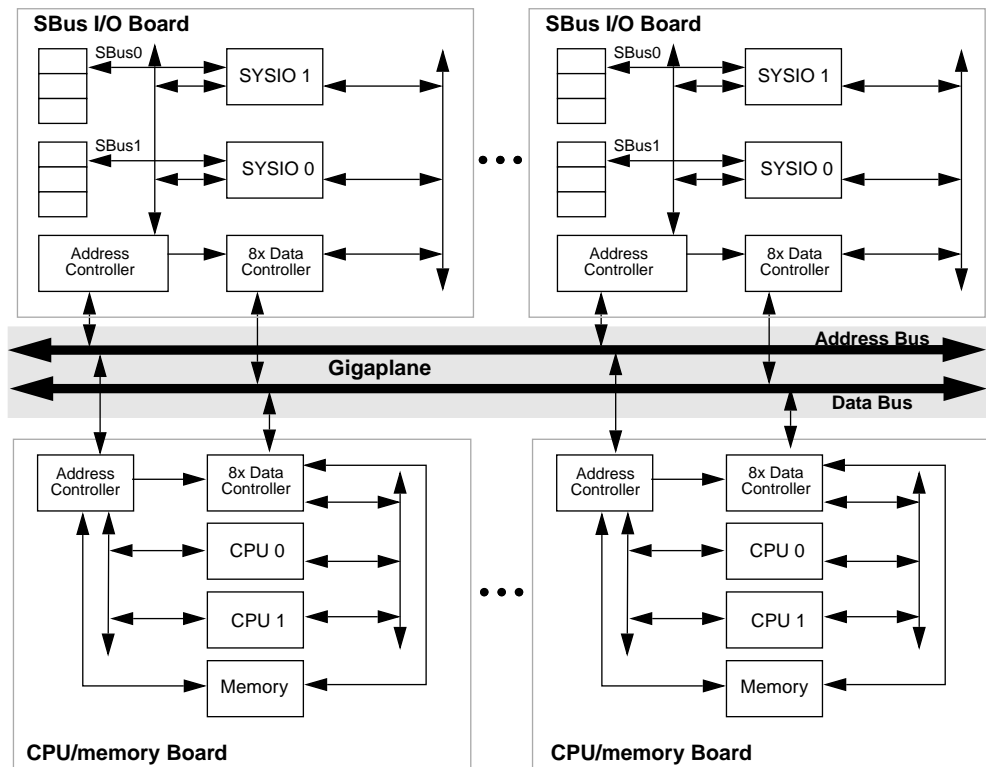 SBus I/O Board
SBus0
SYSIO 1
SBus1
SYSIO 0
Address
Controller
8x Data
Controller
SBus I/O Board
SBus0
SYSIO 1
SBus1
SYSIO 0
Address
Controller
8x Data
Controller
Address Bus
Gigaplane
Data Bus
Address
Controller
8x Data
Controller
CPU 0
CPU 1
Memory
CPU/memory Board
Address
Controller
8x Data
Controller
CPU 0
CPU 1
Memory
CPU/memory Board